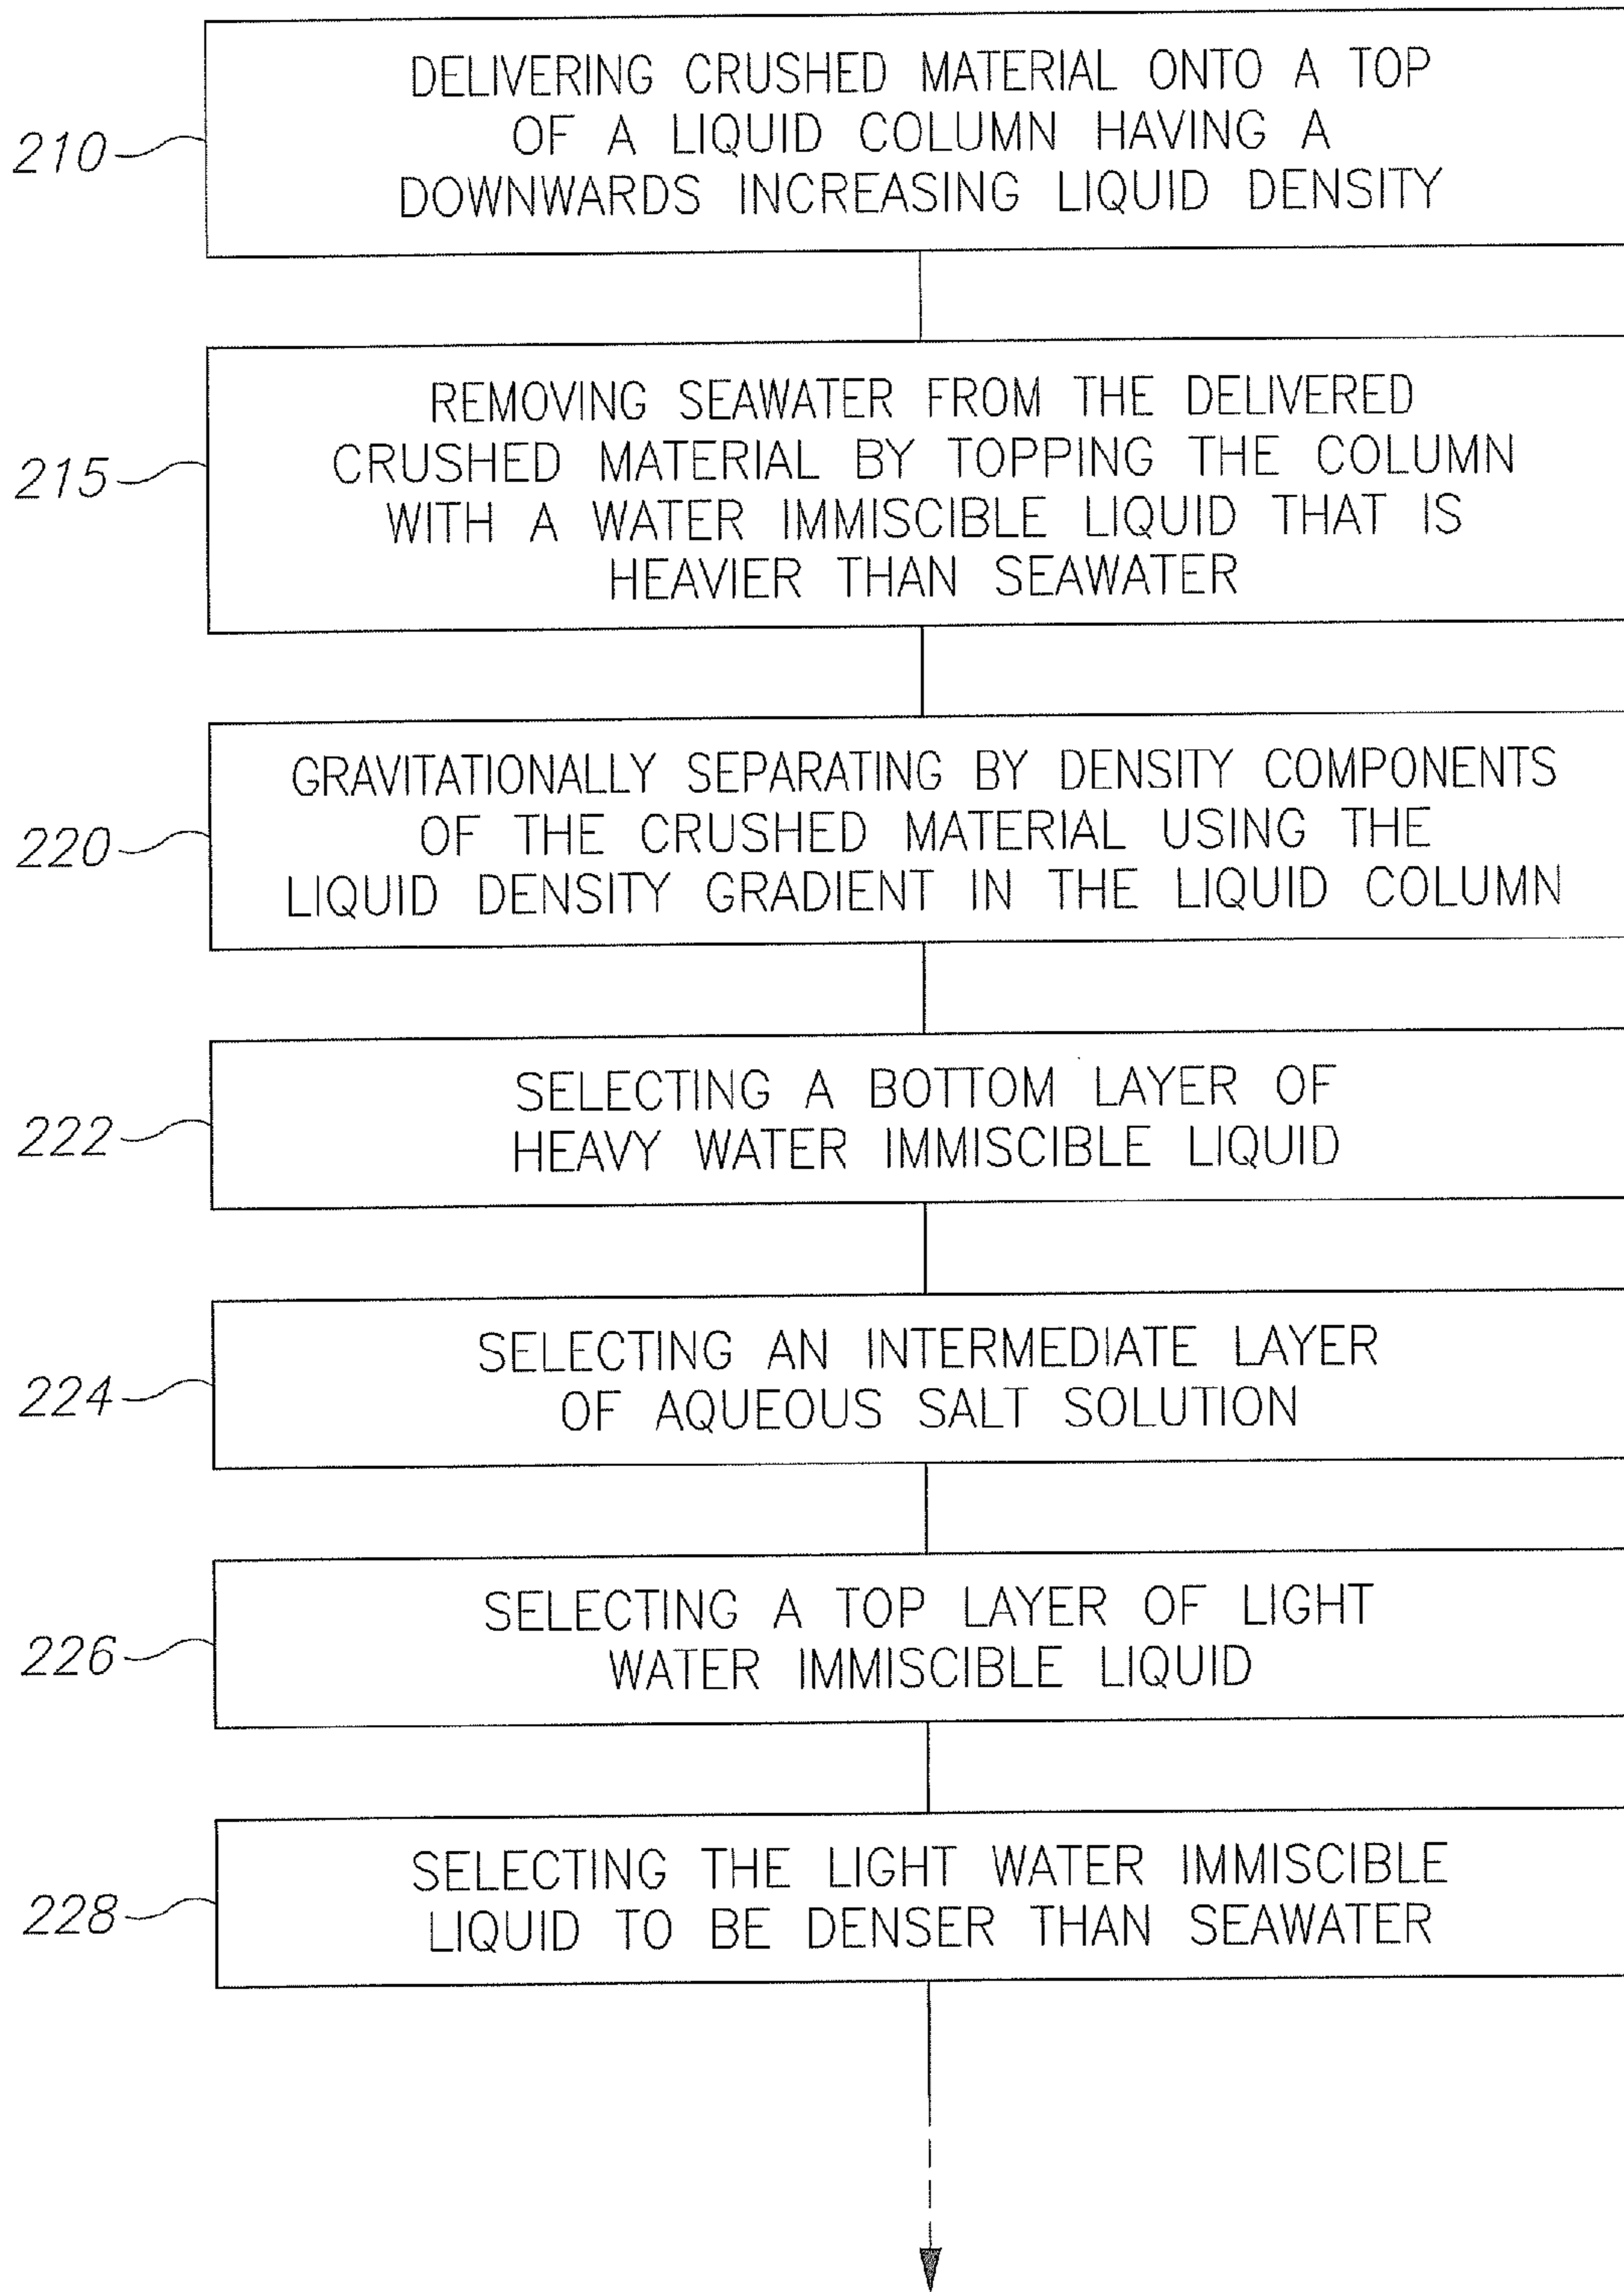 210
DELIVERING CRUSHED MATERIAL ONTO A TOP
OF A LIQUID COLUMN HAVING A
DOWNWARDS INCREASING LIQUID DENSITY
215
REMOVING SEAWATER FROM THE DELIVERED
CRUSHED MATERIAL BY TOPPING THE COLUMN
WITH A WATER IMMISCIBLE LIQUID THAT IS
HEAVIER THAN SEAWATER
220
GRAVITATIONALLY SEPARATING BY DENSITY COMPONENTS
OF THE CRUSHED MATERIAL USING THE
LIQUID DENSITY GRADIENT IN THE LIQUID COLUMN
222
SELECTING A BOTTOM LAYER OF
HEAVY WATER IMMISCIBLE LIQUID
224
SELECTING AN INTERMEDIATE LAYER
OF AQUEOUS SALT SOLUTION
226
SELECTING A TOP LAYER OF LIGHT
WATER IMMISCIBLE LIQUID
228
SELECTING THE LIGHT WATER IMMISCIBLE
LIQUID TO BE DENSER THAN SEAWATER